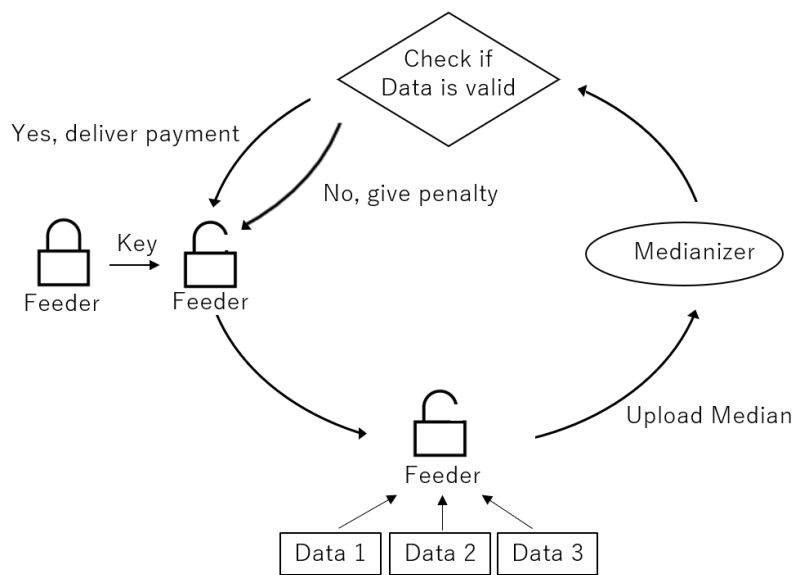 Check if
Data is valid
Yes, deliver payment
No, give penalty
Key
Feeder
Feeder
Medianizer
Upload Median
Feeder
Data 1
Data 2
Data 3